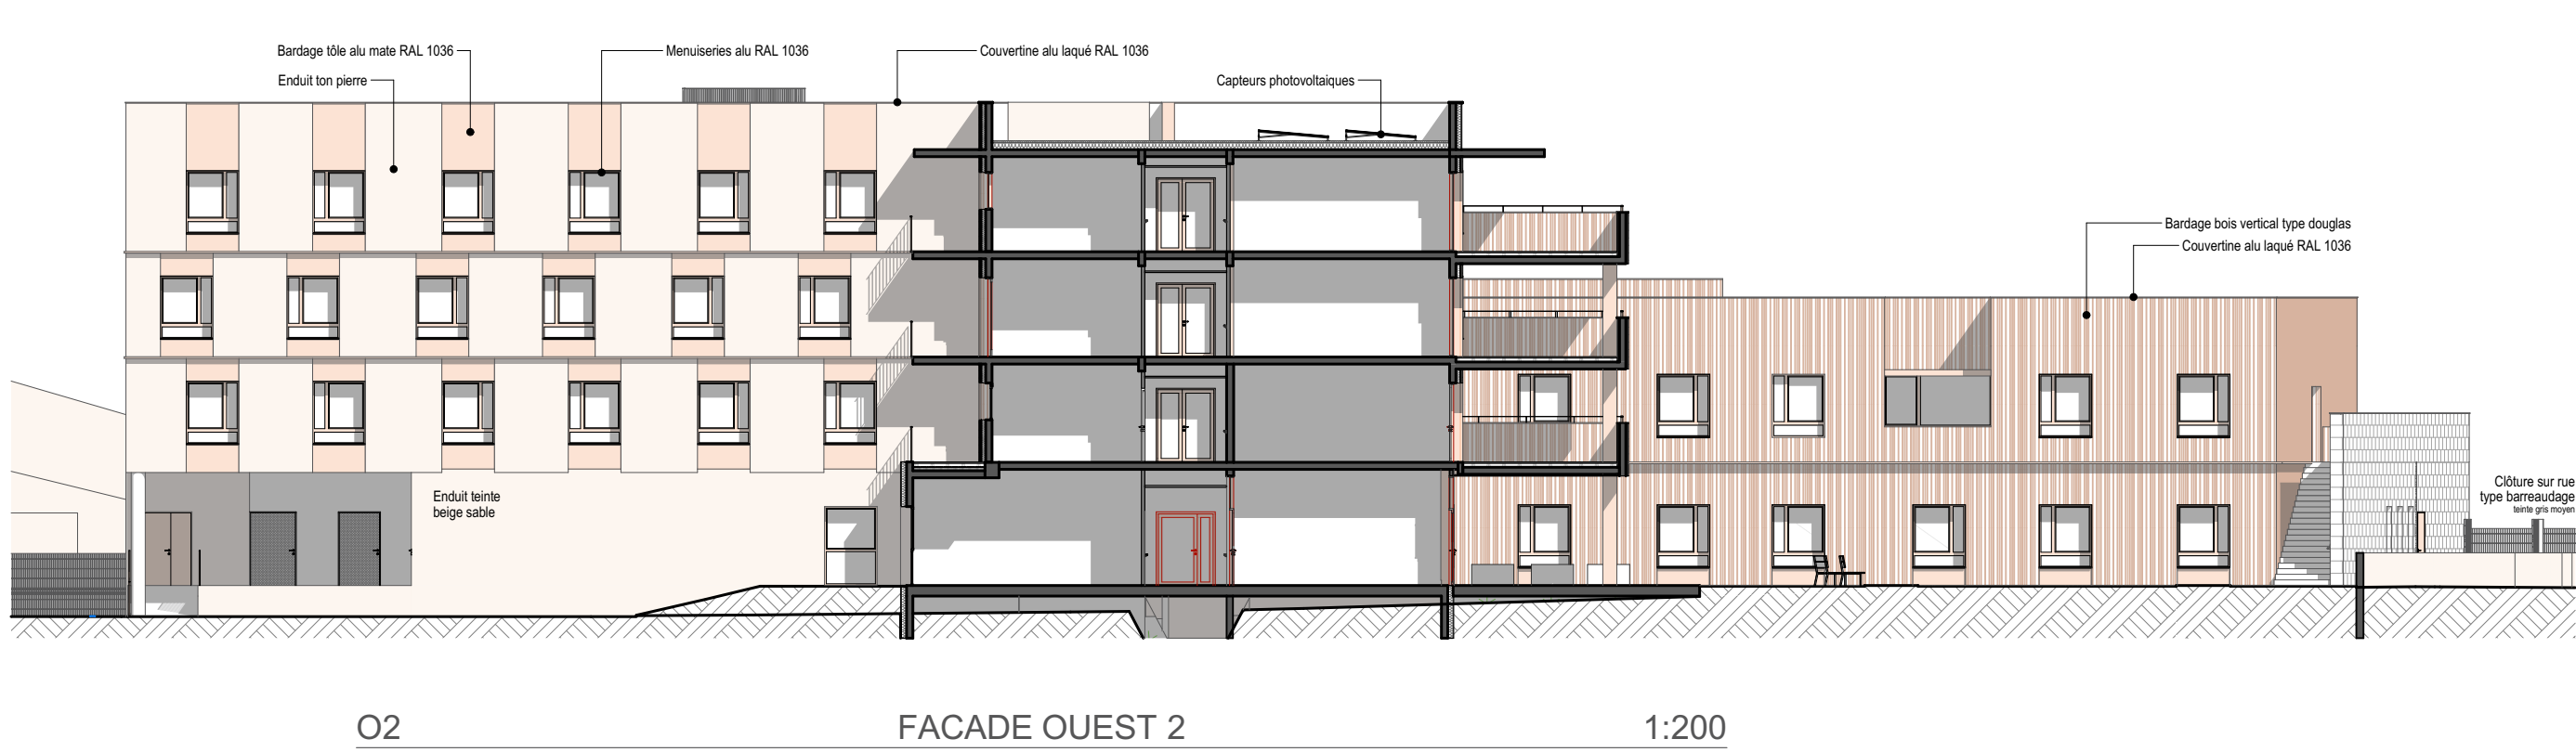 Bardage tôle alu mate RAL 1036
Menuiseries alu RAL 1036
Couvertine alu laqué RAL 1036
Enduit ton pierre
Capteurs photovoltaiques
Bardage bois vertical type douglas
Couvertine alu laqué RAL 1036
Enduit teinte
beige sable
Clôture sur rue
type barreaudage
teinte gris moyen
O2 FACADE OUEST 2 1:200